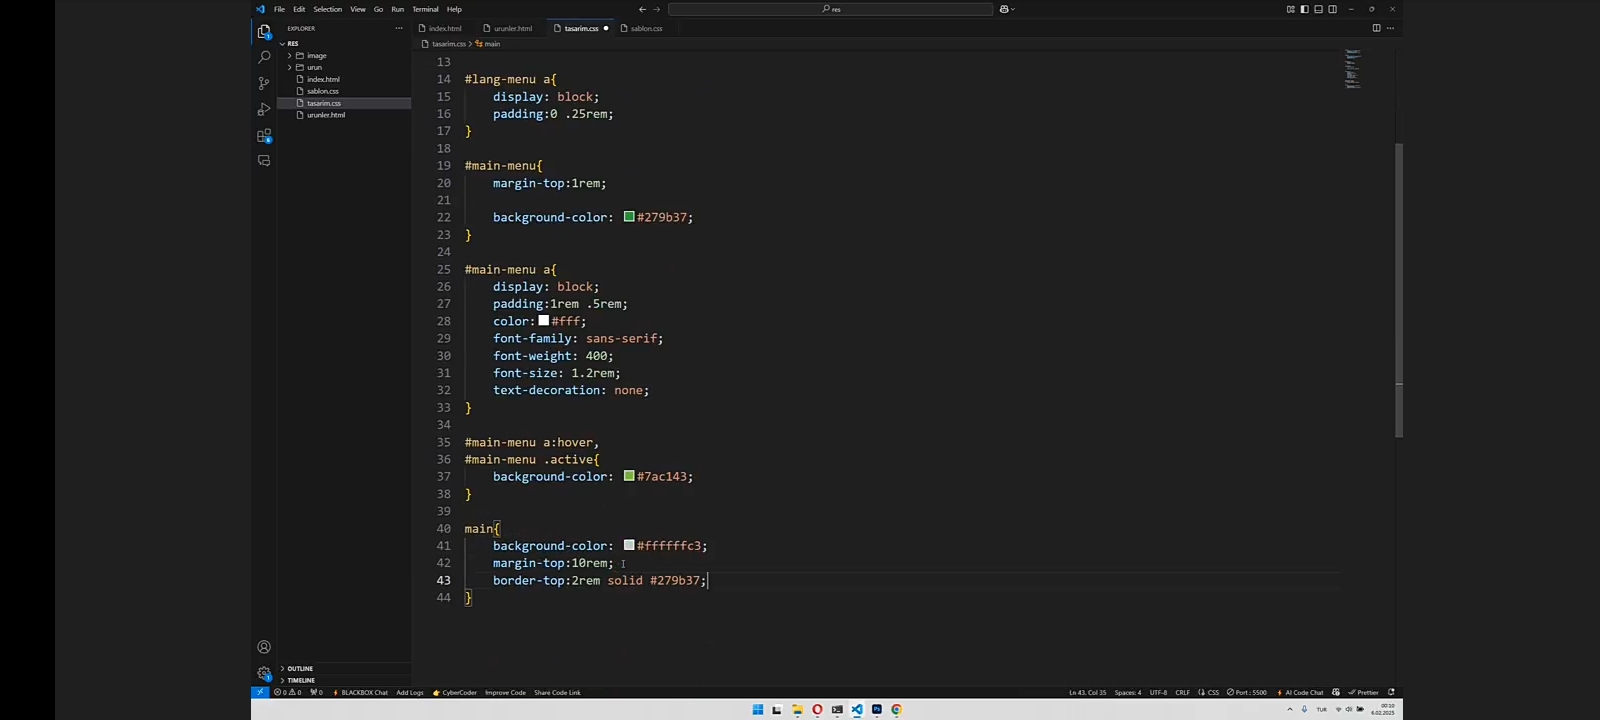 File Edit Selection View Go Run Terminal Help
res
EXPLORER
RES
image
urun
index.html
sablon.css
tasarim.css
urunler.html
OUTLINE
TIMELINE
index.html urunler.html tasarim.css sablon.css
tasarim.css > main
13
14 #lang-menu a{
15 display: block;
16 padding:0 .25rem;
17 }
18
19 #main-menu{
20 margin-top:1rem;
21
22 background-color: #279b37;
23 }
24
25 #main-menu a{
26 display: block;
27 padding:1rem .5rem;
28 color: #fff;
29 font-family: sans-serif;
30 font-weight: 400;
31 font-size: 1.2rem;
32 text-decoration: none;
33 }
34
35 #main-menu a:hover,
36 #main-menu .active{
37 background-color: #7ac143;
38 }
39
40 main{
41 background-color: #ffffffc3;
42 margin-top:10rem;
43 border-top:2rem solid #279b37;
44 }
0 0 0 BLACKBOX Chat Add Logs CyberCoder Improve Code Share Code Link Ln 43, Col 35 Spaces: 4 UTF-8 CRLF CSS Port : 5500 AI Code Chat Prettier
TUR 00:10
6.02.2025